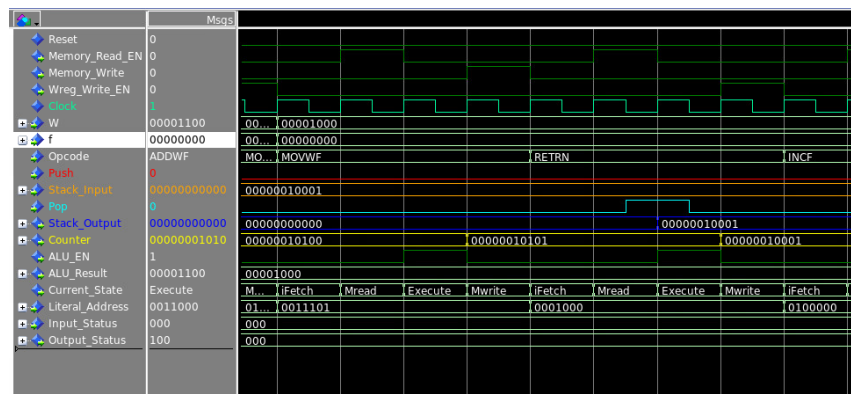 Msgs
Reset 0
Memory_Read_EN 0
Memory_Write 0
Wreg_Write_EN 0
Clock 1
W 00001100 00... 00001000
f 00000000 00... 00000000
Opcode ADDWF MO... MOVWF RETRN INCF
Push 0
Stack_Input 00000000000 00000010001
Pop 0
Stack_Output 00000000000 00000000000 00000010001
Counter 00000001010 00000010100 00000010101 00000010001
ALU_EN 1
ALU_Result 00001100 00001000
Current_State Execute M... iFetch Mread Execute Mwrite iFetch Mread Execute Mwrite iFetch
Literal_Address 0011000 01... 0011101 0001000 0100000
Input_Status 000 000
Output_Status 100 000